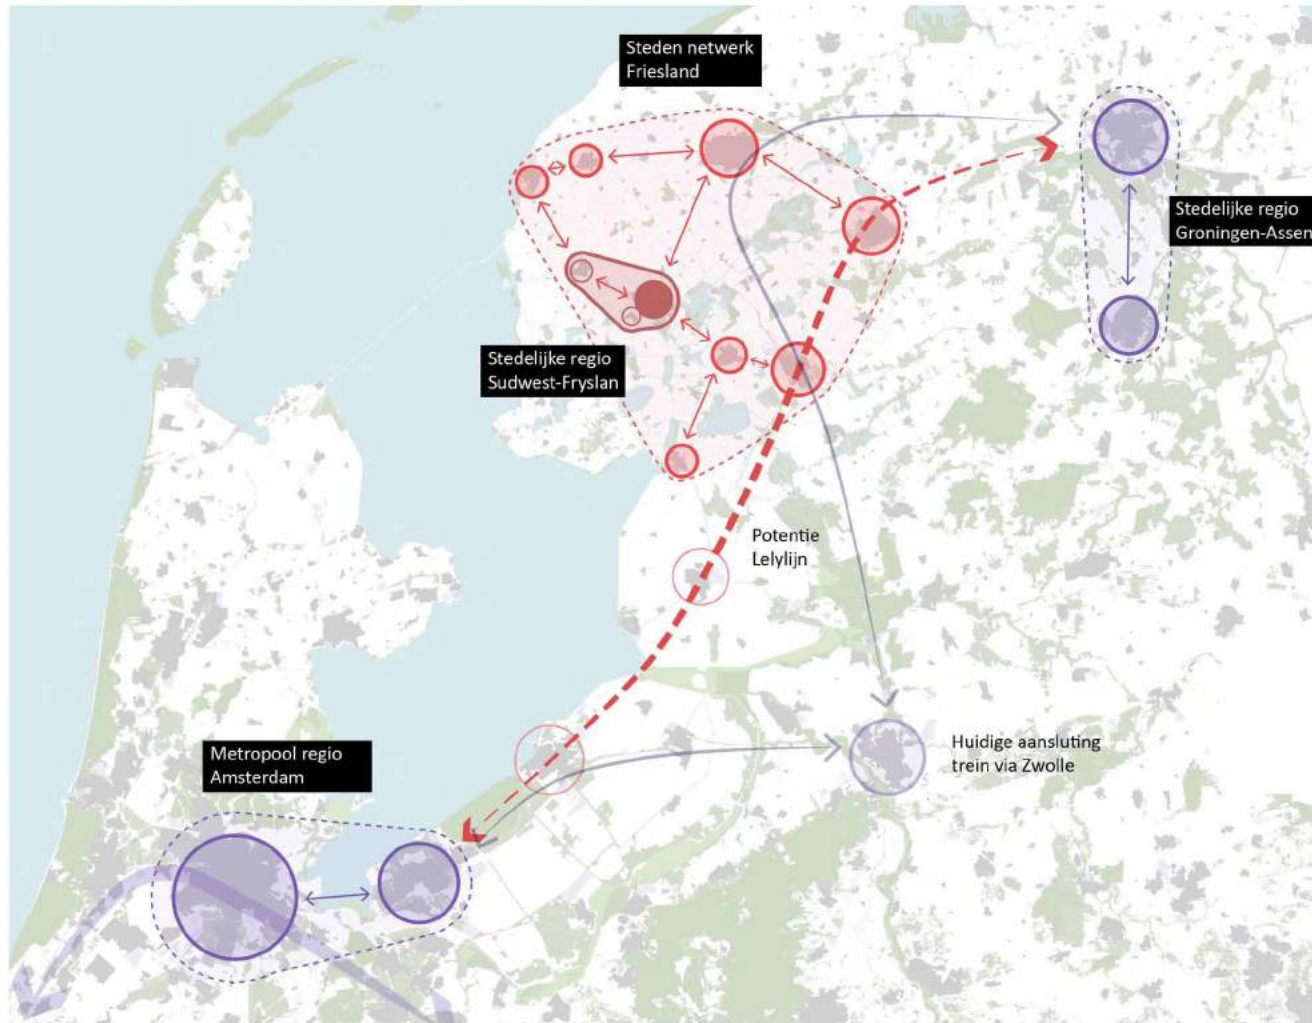 Steden netwerk
Friesland
Stedelijke regio
Groningen-Assen
Stedelijke regio
Sudwest-Fryslan
Potentie
Lelylijn
Metropool regio
Amsterdam
Huidige aansluting
trein via Zwolle